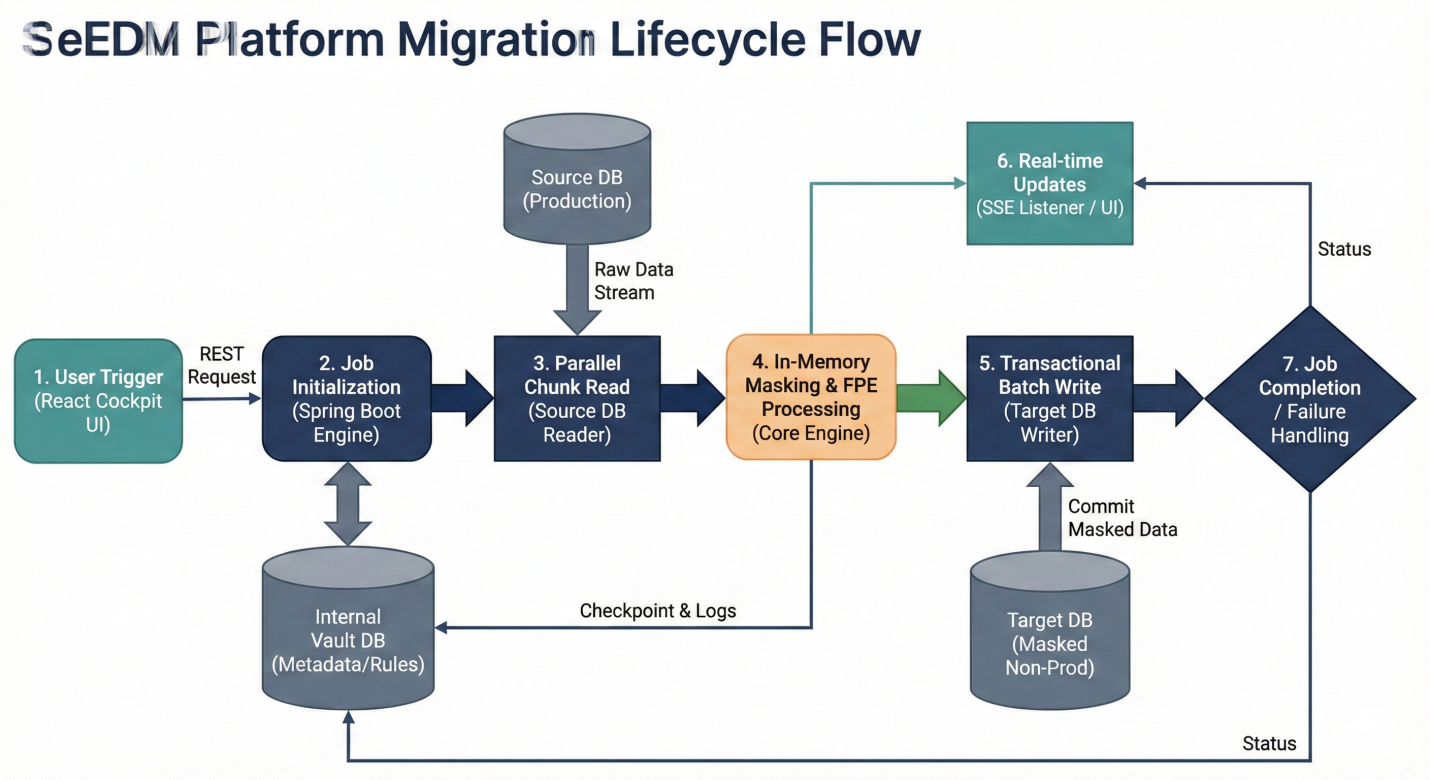 SeEDM Platform Migration Lifecycle Flow
Source DB
(Production)
Raw Data
Stream
6. Real-time
Updates
(SSE Listener / UI)
Status
1. User Trigger
(React Cockpit
UI)
REST
Request
2. Job
Initialization
(Spring Boot
Engine)
3. Parallel
Chunk Read
(Source DB
Reader)
4. In-Memory
Masking & FPE
Processing
(Core Engine)
5. Transactional
Batch Write
(Target DB
Writer)
7. Job
Completion
/ Failure
Handling
Commit
Masked Data
Internal
Vault DB
(Metadata/Rules)
Checkpoint & Logs
Target DB
(Masked
Non-Prod)
Status